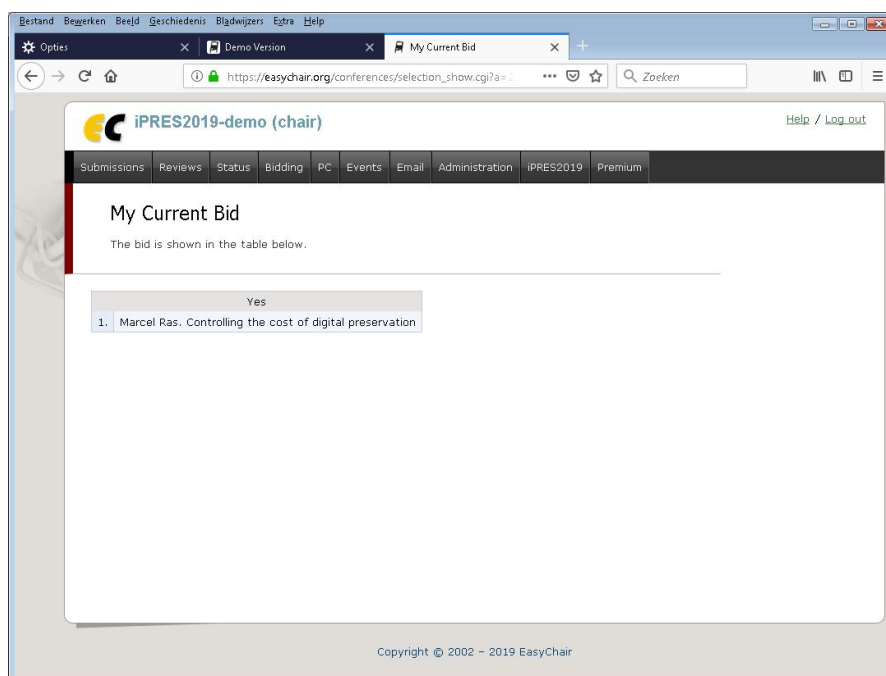 Bestand Bewerken Beeld Geschiedenis Bladwijzers Extra Help
Opties Demo Version My Current Bid
https://easychair.org/conferences/selection_show.cgi?a= Zoeken
EC iPRES2019-demo (chair) Help / Log out
Submissions Reviews Status Bidding PC Events Email Administration iPRES2019 Premium
My Current Bid
The bid is shown in the table below.
Yes
1. Marcel Ras. Controlling the cost of digital preservation
Copyright © 2002 – 2019 EasyChair